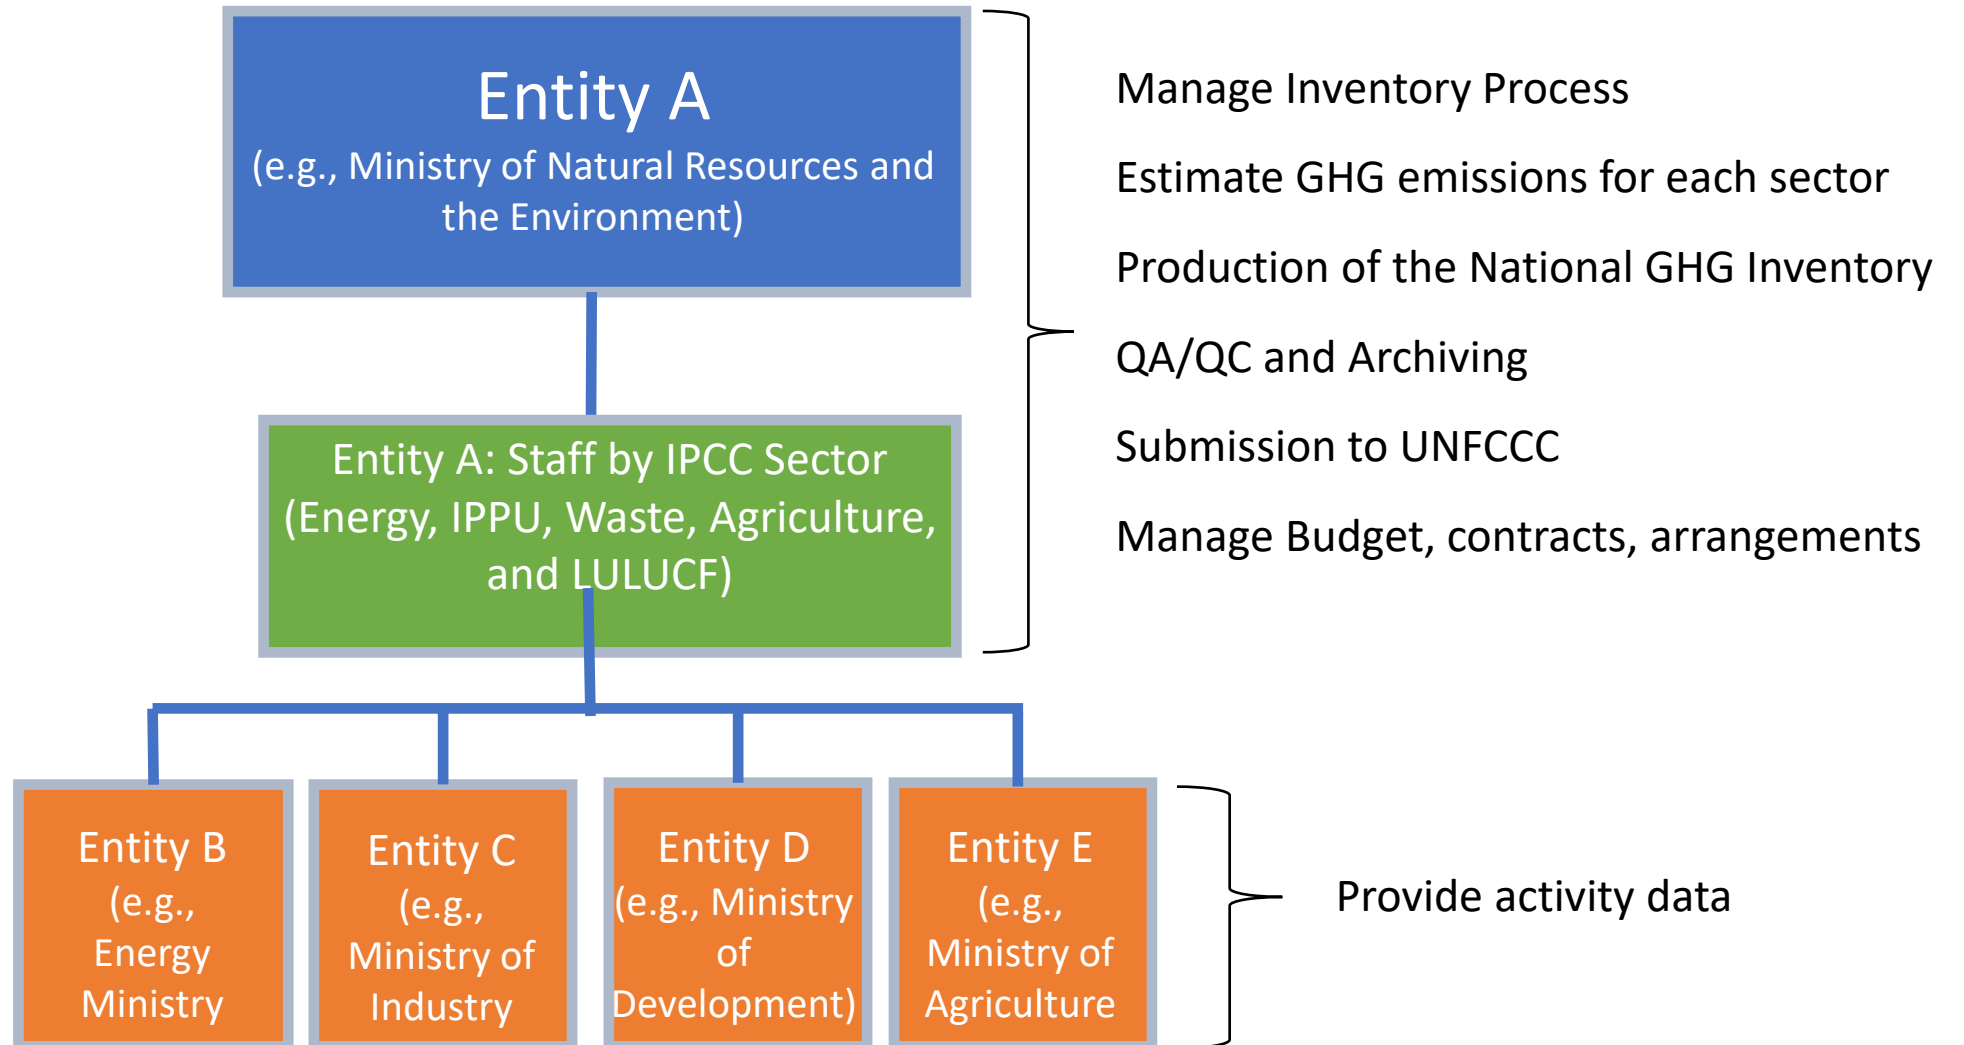 Entity A
(e.g., Ministry of Natural Resources and
the Environment)
Manage Inventory Process
Estimate GHG emissions for each sector
Production of the National GHG Inventory
QA/QC and Archiving
Submission to UNFCCC
Manage Budget, contracts, arrangements
Entity A: Staff by IPCC Sector
(Energy, IPPU, Waste, Agriculture,
and LULUCF)
Entity B
(e.g.,
Energy
Ministry
Entity C
(e.g.,
Ministry of
Industry
Entity D
(e.g., Ministry
of
Development)
Entity E
(e.g.,
Ministry of
Agriculture
Provide activity data